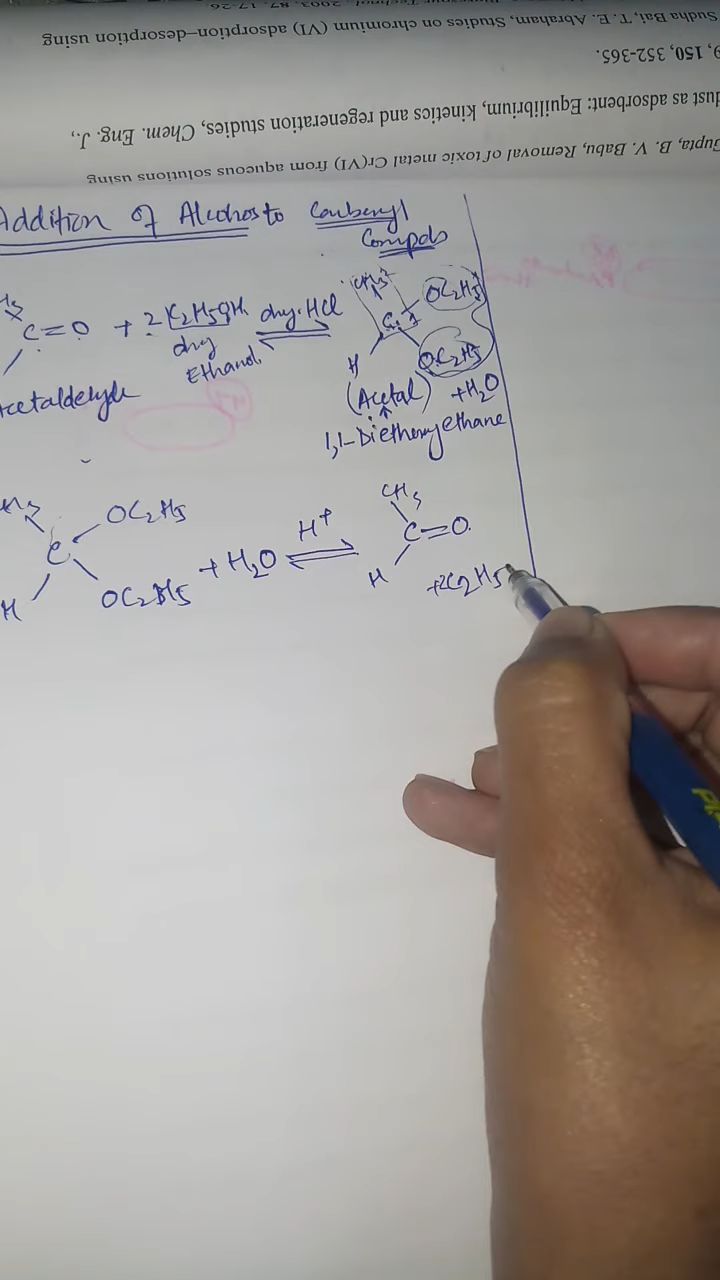 Sudha Bai, T. E. Abraham, Studies on chromium (VI) adsorption–desorption using
9, 150, 352-365.
dust as adsorbent: Equilibrium, kinetics and regeneration studies, Chem. Eng. J.,
Gupta, B. V. Babu, Removal of toxic metal Cr(VI) from aqueous solutions using
Addition of Alcohos to Carbonyl
Compds
C=O + 2 C2H5OH dry HCl ⇌ CH3 C OC2H5
H OC2H5
dry
Ethanol
acetaldehyde
(Acetal) + H2O
1,1-Diethoxyethane
C OC2H5
H OC2H5
+ H2O ⇌ H+
CH3
C=O
H
+2C2H5